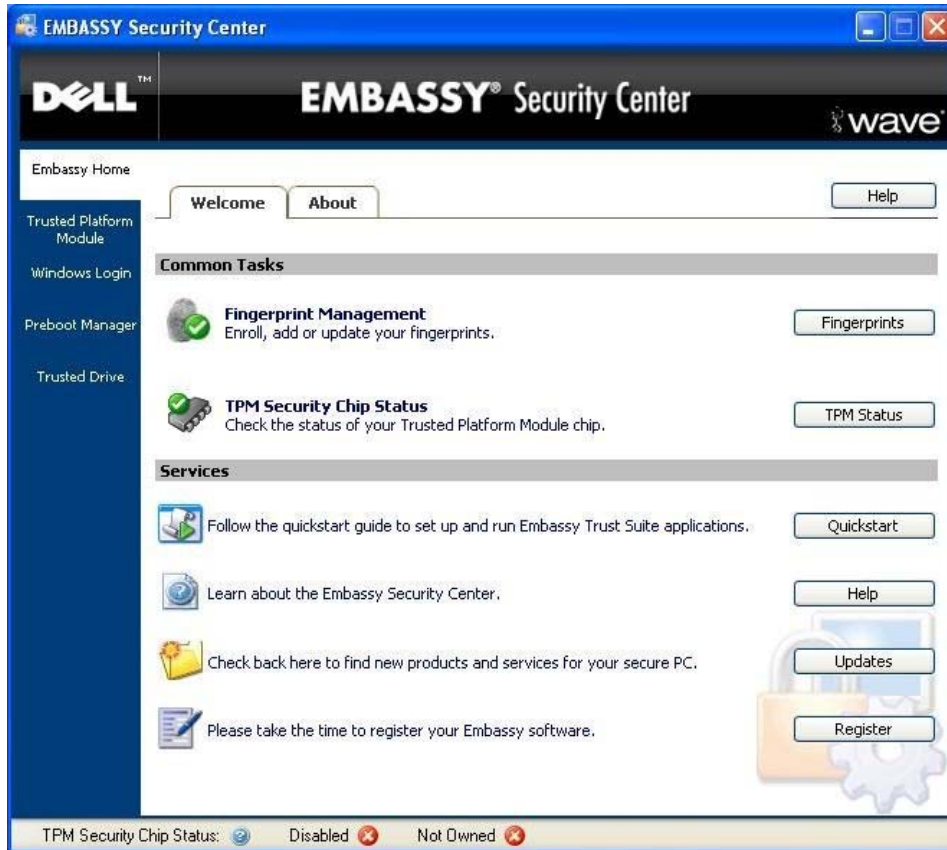 EMBASSY Security Center
DELL™
EMBASSY® Security Center
wave
Embassy Home
Trusted Platform
Module
Windows Login
Preboot Manager
Trusted Drive
Welcome
About
Help
Common Tasks
Fingerprint Management
Enroll, add or update your fingerprints.
Fingerprints
TPM Security Chip Status
Check the status of your Trusted Platform Module chip.
TPM Status
Services
Follow the quickstart guide to set up and run Embassy Trust Suite applications.
Quickstart
Learn about the Embassy Security Center.
Help
Check back here to find new products and services for your secure PC.
Updates
Please take the time to register your Embassy software.
Register
TPM Security Chip Status: Disabled Not Owned